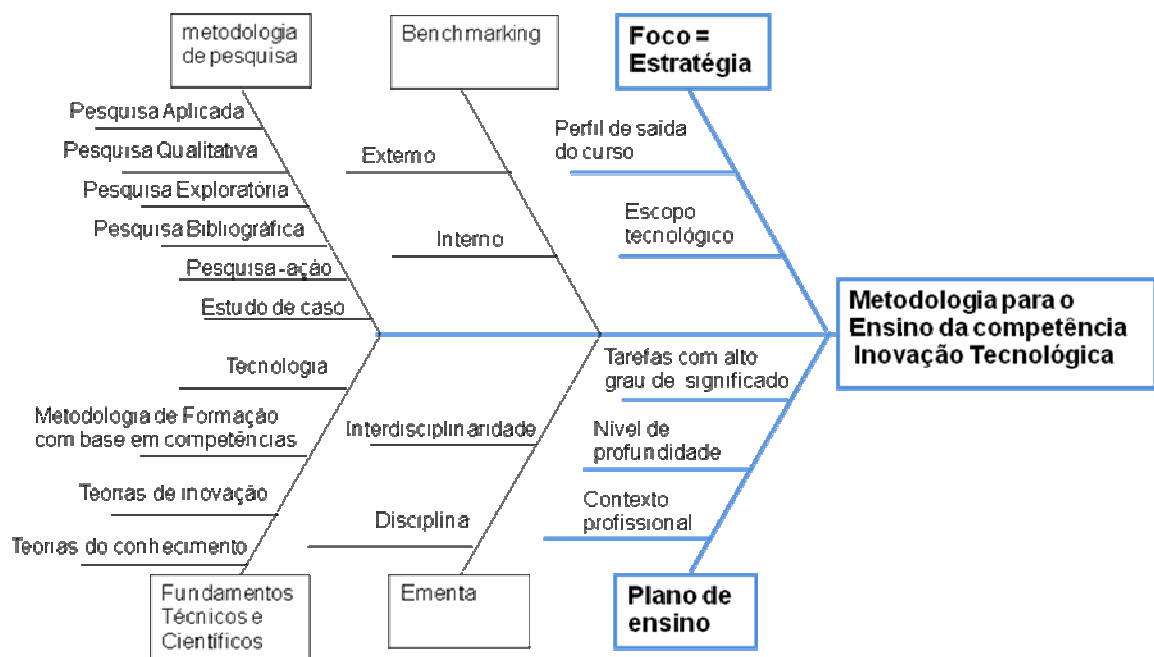 metodologia
de pesquisa
Benchmarking
Foco =
Estratégia
Pesquisa Aplicada
Pesquisa Qualitativa
Pesquisa Exploratória
Pesquisa Bibliográfica
Pesquisa -ação
Estudo de caso
Externo
Interno
Perfil de saída
do curso
Escopo
tecnológico
Metodologia para o
Ensino da competência
Inovação Tecnológica
Tecnologia
Metodologia de Formação
com base em competências
Teorias de inovação
Teorias do conhecimento
Interdisciplinaridade
Disciplina
Tarefas com alto
grau de significado
Nível de
profundidade
Contexto
profissional
Fundamentos
Técnicos e
Científicos
Ementa
Plano de
ensino